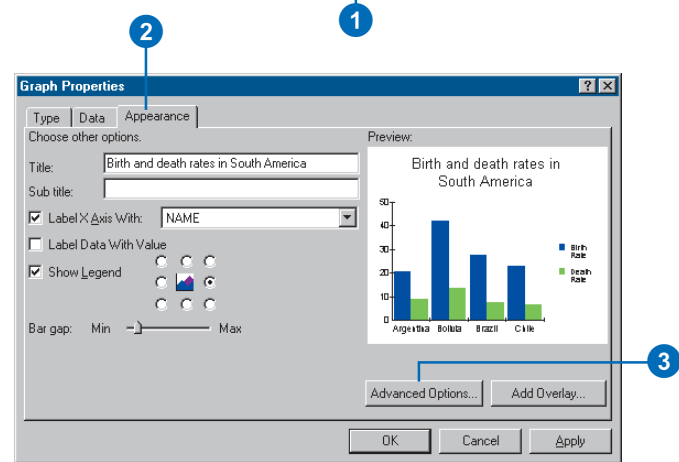 1
2
Graph Properties
Type Data Appearance
Choose other options.
Title: Birth and death rates in South America
Sub title:
Label X Axis With: NAME
Label Data With Value
Show Legend
Bar gap: Min Max
Preview:
Birth and death rates in
South America
50
40
30
20
10
0
Argentina Bolivia Brazil Chile
Birth
Rate
Death
Rate
3
Advanced Options... Add Overlay...
OK Cancel Apply